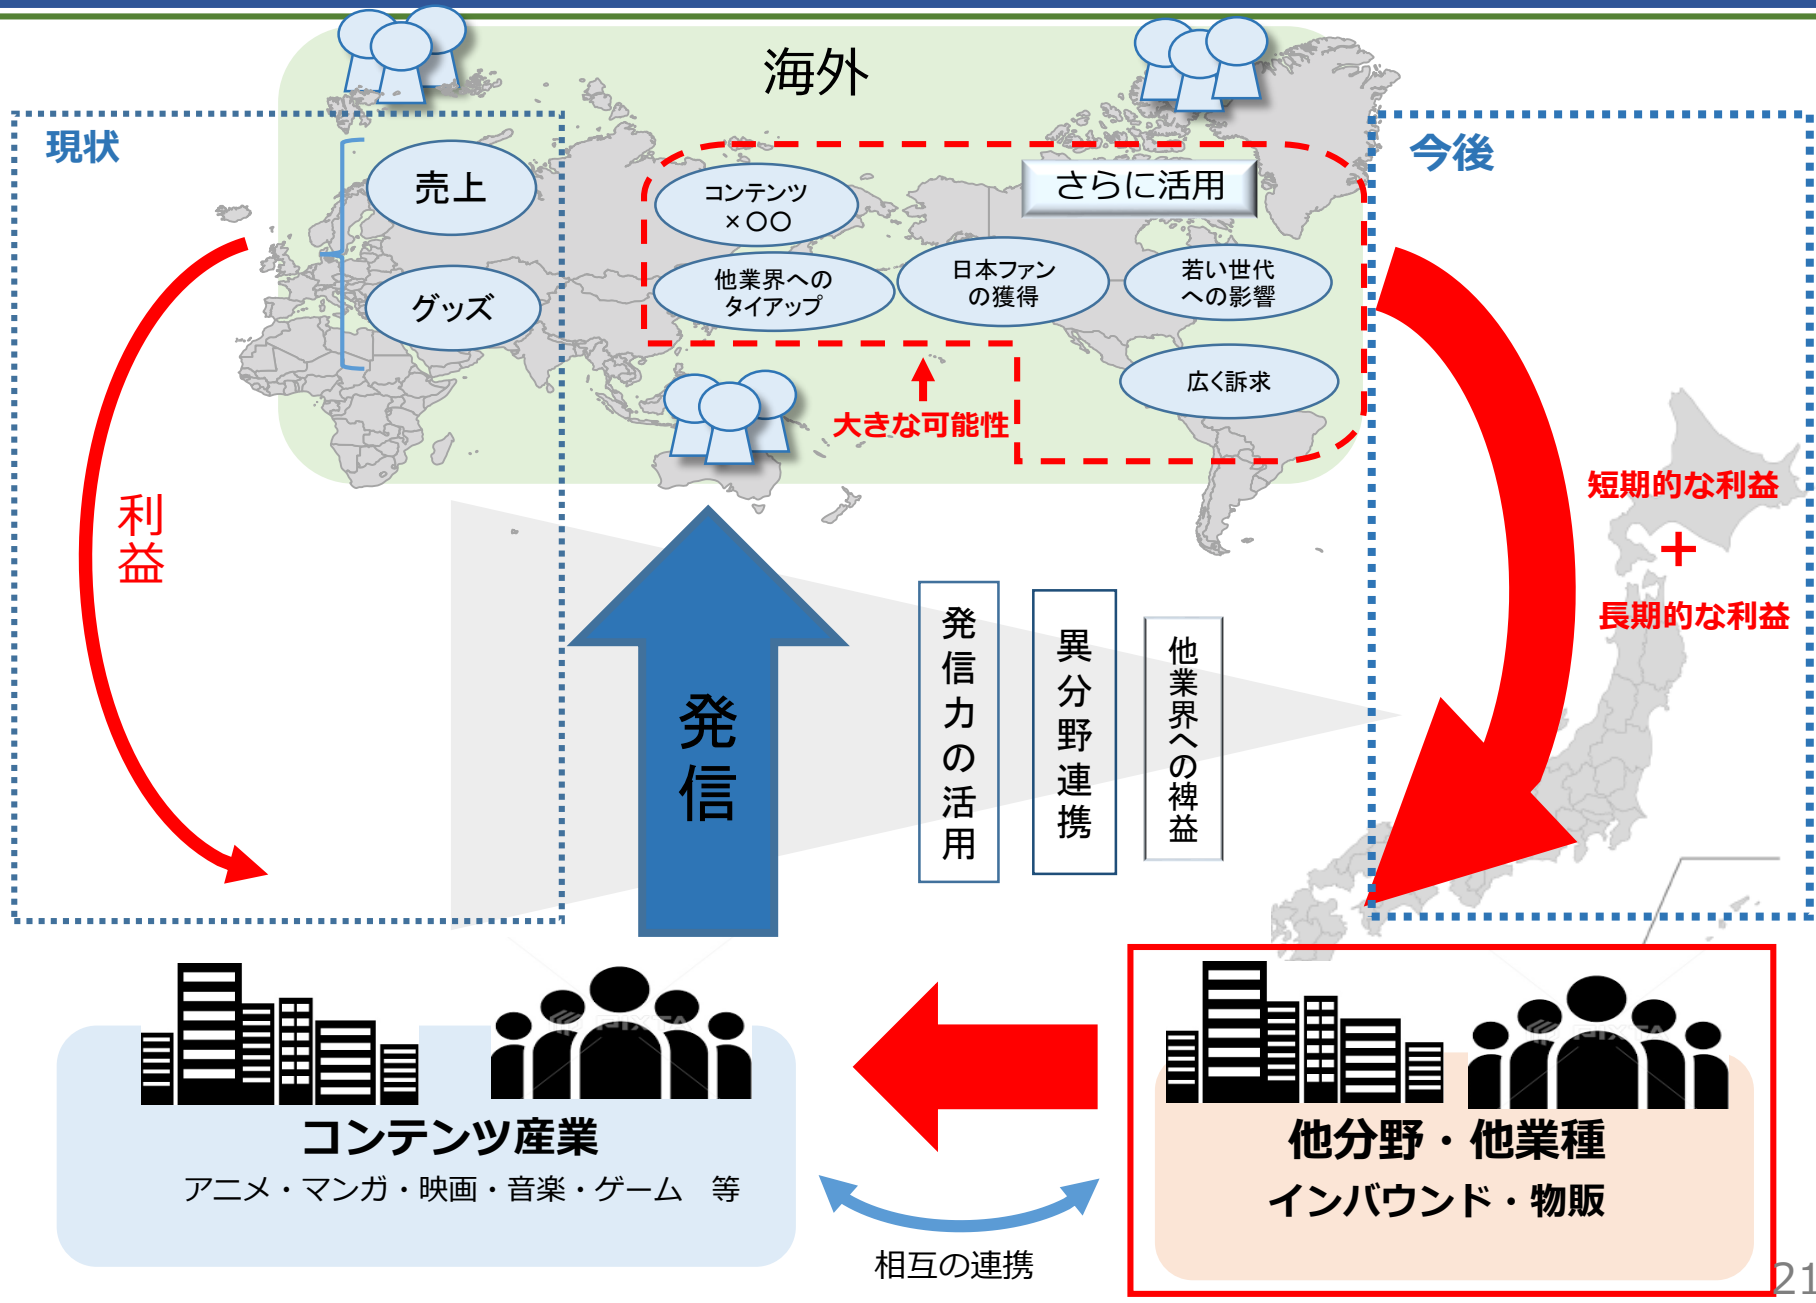 海外
現状
今後
売上
グッズ
コンテンツ
×〇〇
さらに活用
他業界への
タイアップ
日本ファン
の獲得
若い世代
への影響
広く訴求
大きな可能性
利益
短期的な利益
＋
長期的な利益
発信
発信力の活用
異分野連携
他業界への裨益
PIXTA
PIXTA
コンテンツ産業
アニメ・マンガ・映画・音楽・ゲーム　等
他分野・他業種
インバウンド・物販
相互の連携
21